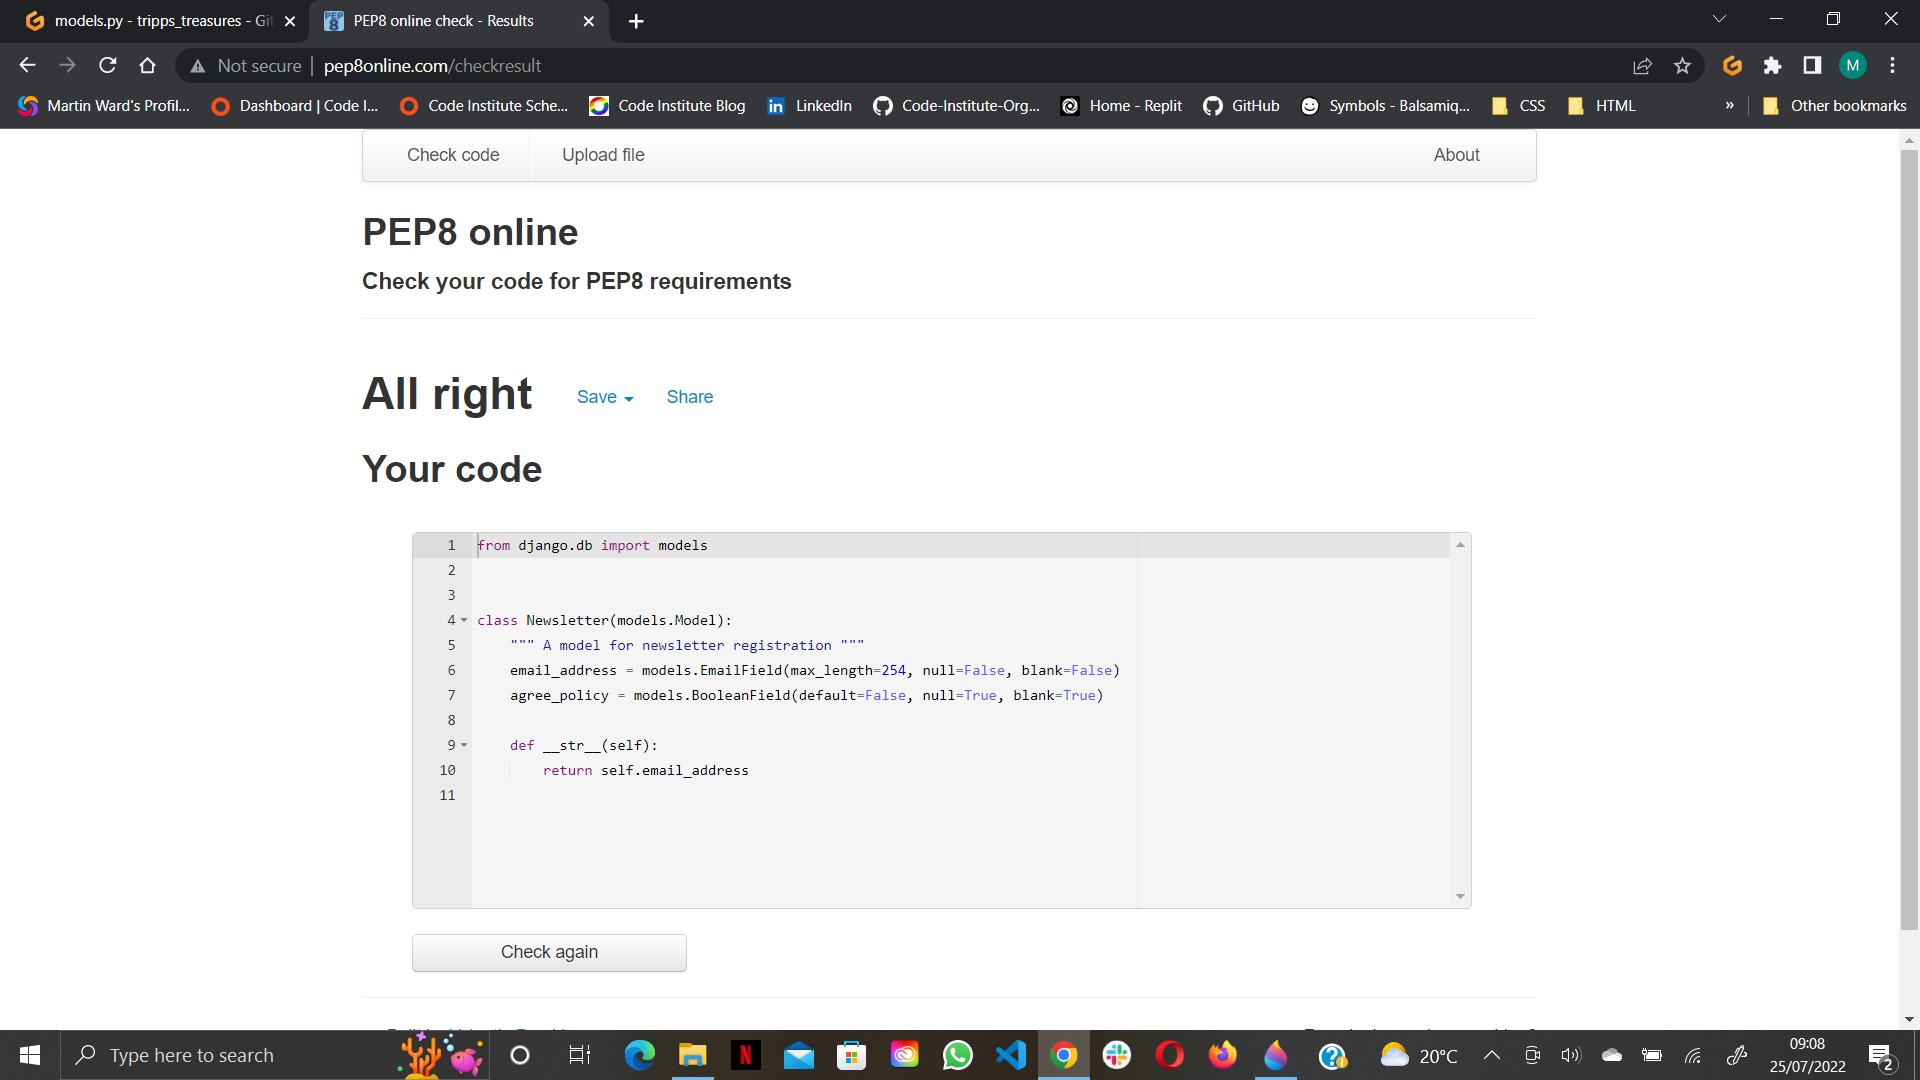 models.py - tripps_treasures - Git
PEP8 online check - Results
Not secure
pep8online.com/checkresult
M
Martin Ward's Profil...
Dashboard | Code I...
Code Institute Sche...
Code Institute Blog
LinkedIn
Code-Institute-Org...
Home - Replit
GitHub
Symbols - Balsamiq...
CSS
HTML
»
Other bookmarks
Check code
Upload file
About
PEP8 online
Check your code for PEP8 requirements
All right
Save
Share
Your code
1 from django.db import models
2
3
4 class Newsletter(models.Model):
5 """ A model for newsletter registration """
6 email_address = models.EmailField(max_length=254, null=False, blank=False)
7 agree_policy = models.BooleanField(default=False, null=True, blank=True)
8
9 def __str__(self):
10 return self.email_address
11
Check again
Type here to search
20°C
09:08
25/07/2022
2